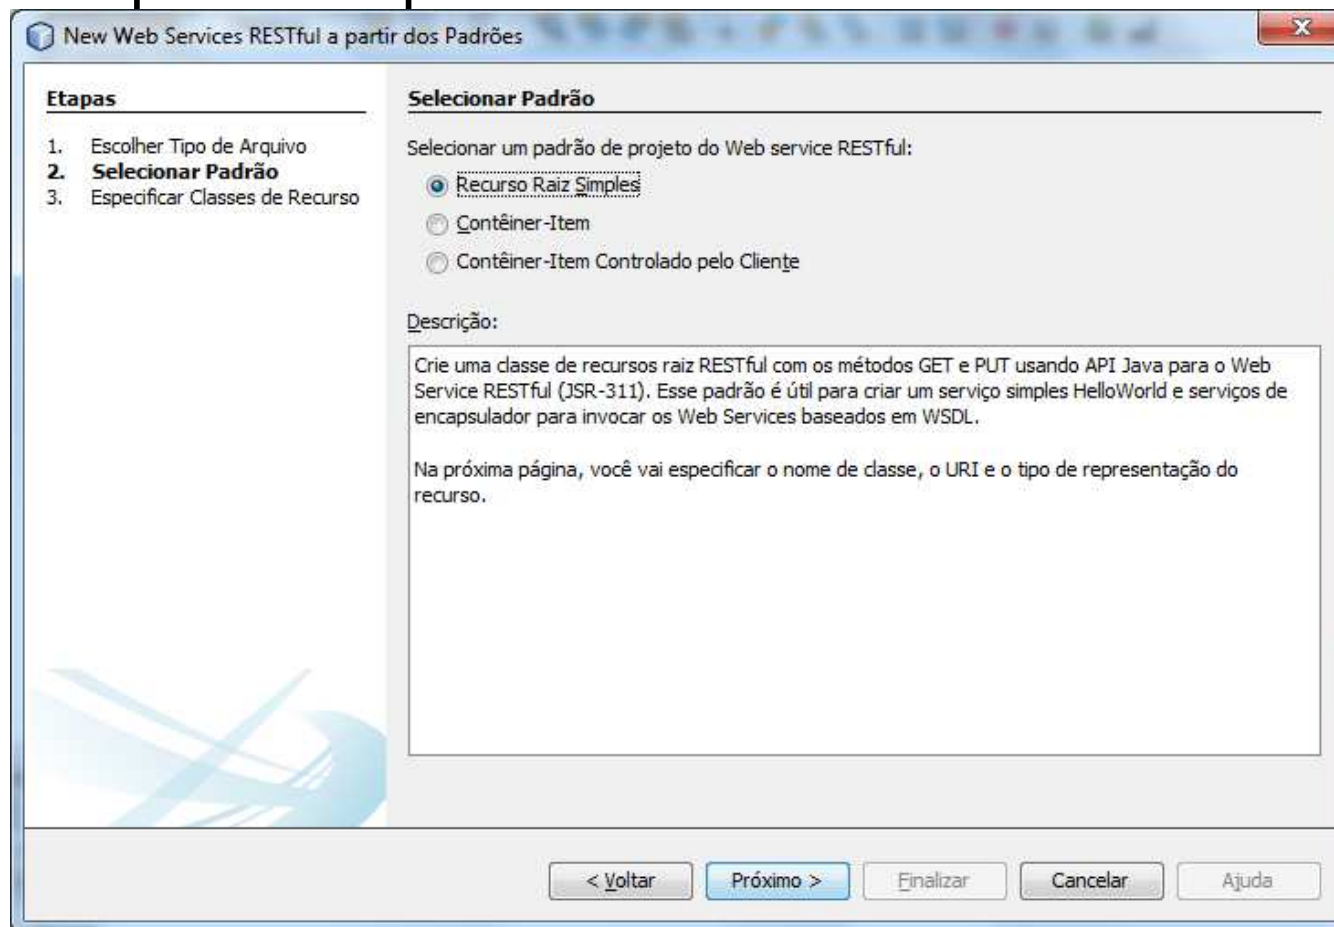 New Web Services RESTful a partir dos Padrões
Etapas
1. Escolher Tipo de Arquivo
2. Selecionar Padrão
3. Especificar Classes de Recurso
Selecionar Padrão
Selecionar um padrão de projeto do Web service RESTful:
Recurso Raiz Simples
Contêiner-Item
Contêiner-Item Controlado pelo Cliente
Descrição:
Crie uma classe de recursos raiz RESTful com os métodos GET e PUT usando API Java para o Web
Service RESTful (JSR-311). Esse padrão é útil para criar um serviço simples HelloWorld e serviços de
encapsulador para invocar os Web Services baseados em WSDL.
Na próxima página, você vai especificar o nome de classe, o URI e o tipo de representação do
recurso.
< Voltar
Próximo >
Finalizar
Cancelar
Ajuda